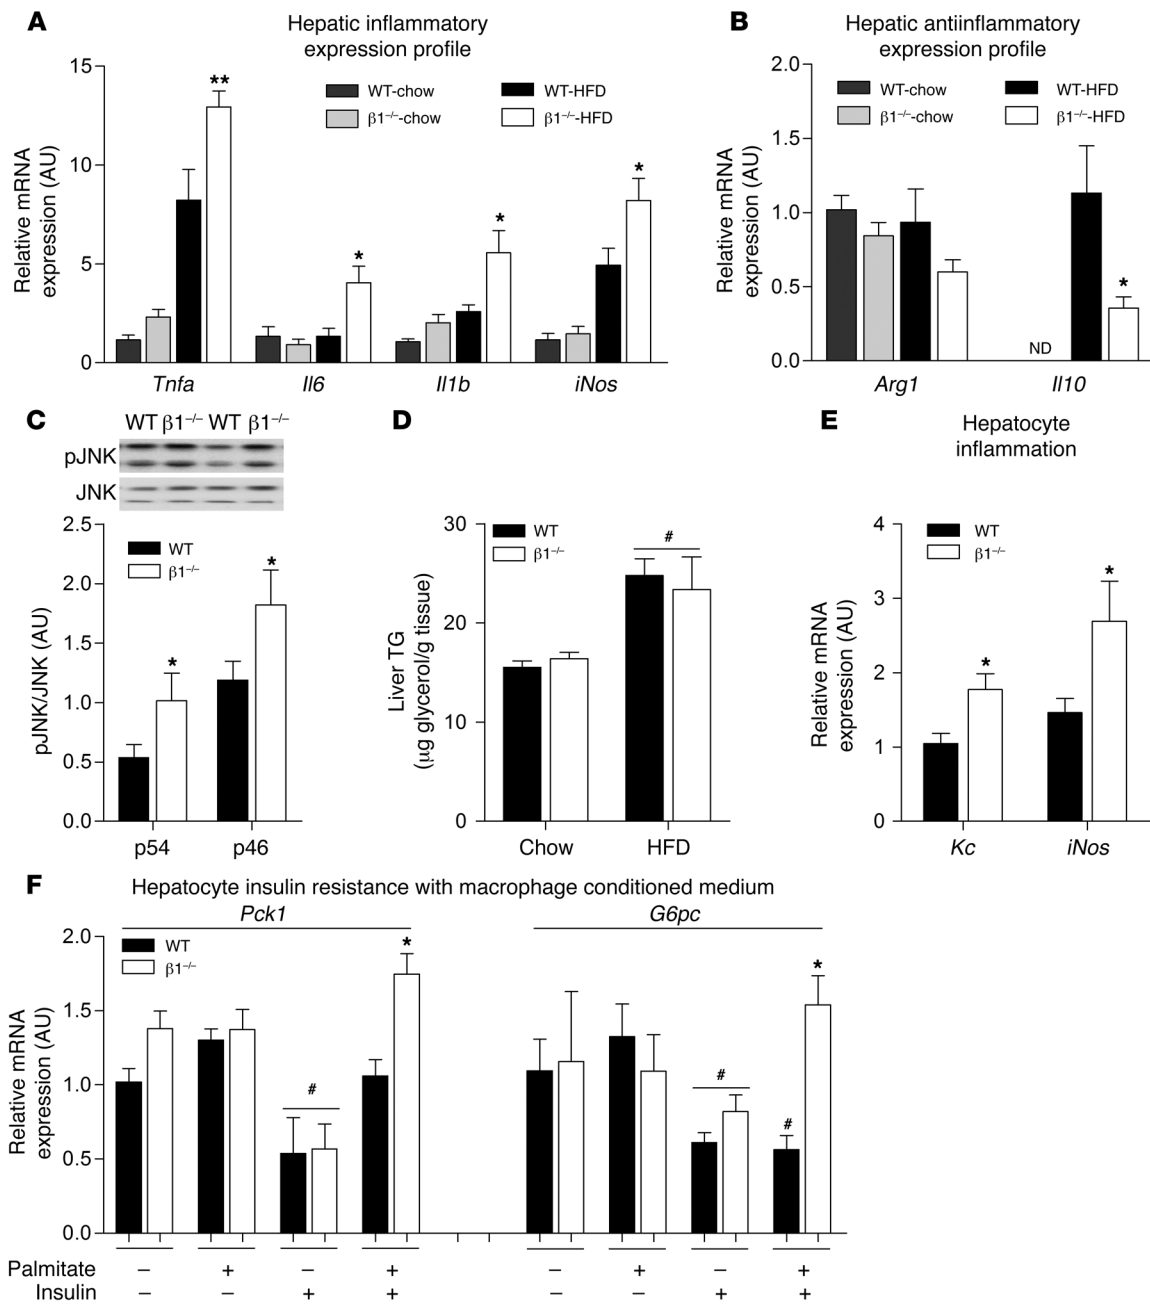 A
Hepatic inflammatory
expression profile
Relative mRNA
expression (AU)
15
10
5
0
WT-chow
β1⁻/⁻-chow
WT-HFD
β1⁻/⁻-HFD
**
*
*
*
Tnfa Il6 Il1b iNos
B
Hepatic antiinflammatory
expression profile
Relative mRNA
expression (AU)
2.0
1.5
1.0
0.5
0.0
WT-chow
β1⁻/⁻-chow
WT-HFD
β1⁻/⁻-HFD
ND
*
Arg1 Il10
C
WT β1⁻/⁻ WT β1⁻/⁻
pJNK
JNK
pJNK/JNK (AU)
2.5
2.0
1.5
1.0
0.5
0.0
WT
β1⁻/⁻
*
*
p54 p46
D
Liver TG
(μg glycerol/g tissue)
30
20
10
0
WT
β1⁻/⁻
#
Chow HFD
E
Hepatocyte
inflammation
Relative mRNA
expression (AU)
4
3
2
1
0
WT
β1⁻/⁻
*
*
Kc iNos
F
Hepatocyte insulin resistance with macrophage conditioned medium
Pck1 G6pc
Relative mRNA
expression (AU)
2.0
1.5
1.0
0.5
0.0
WT
β1⁻/⁻
#
*
#
#
*
Palmitate – + – + – + – +
Insulin – – + + – – + +